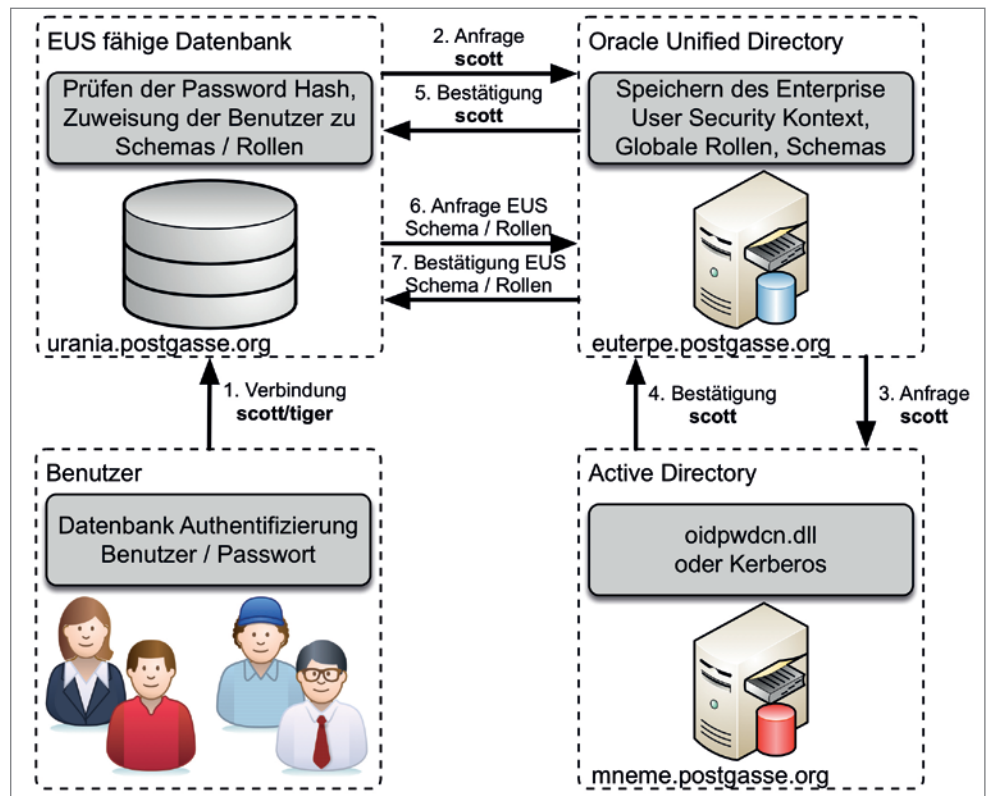 EUS fähige Datenbank
Prüfen der Password Hash,
Zuweisung der Benutzer zu
Schemas / Rollen
urania.postgasse.org
2. Anfrage
scott
5. Bestätigung
scott
6. Anfrage EUS
Schema / Rollen
7. Bestätigung EUS
Schema / Rollen
Oracle Unified Directory
Speichern des Enterprise
User Security Kontext,
Globale Rollen, Schemas
euterpe.postgasse.org
1. Verbindung
scott/tiger
4. Bestätigung
scott
3. Anfrage
scott
Benutzer
Datenbank Authentifizierung
Benutzer / Passwort
Active Directory
oidpwdcn.dll
oder Kerberos
mneme.postgasse.org